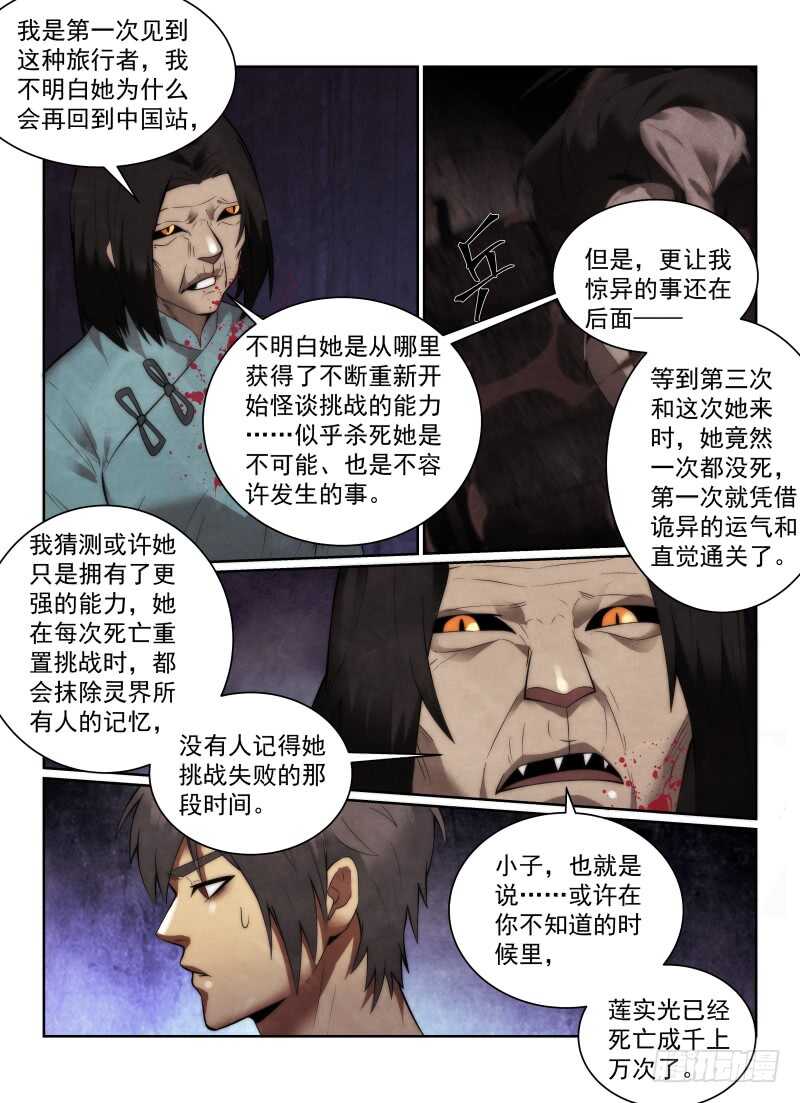 我是第一次见到
这种旅行者，我
不明白她为什么
会再回到中国站，
不明白她是从哪里
获得了不断重新开
始怪谈挑战的能力
……似乎杀死她是
不可能、也是不容
许发生的事。
乓
但是，更让我
惊异的事还在
后面——
等到第三次
和这次她来
时，她竟然
一次都没死，
第一次就凭借
诡异的运气和
直觉通关了。
我猜测或许她
只是拥有了更
强的能力，她
在每次死亡重
置挑战时，都
会抹除灵界所
有人的记忆，
没有人记得她
挑战失败的那
段时间。
小子，也就是
说……或许在
你不知道的时
候里，
莲实光已经
死亡成千上
万次了。
腾讯动漫